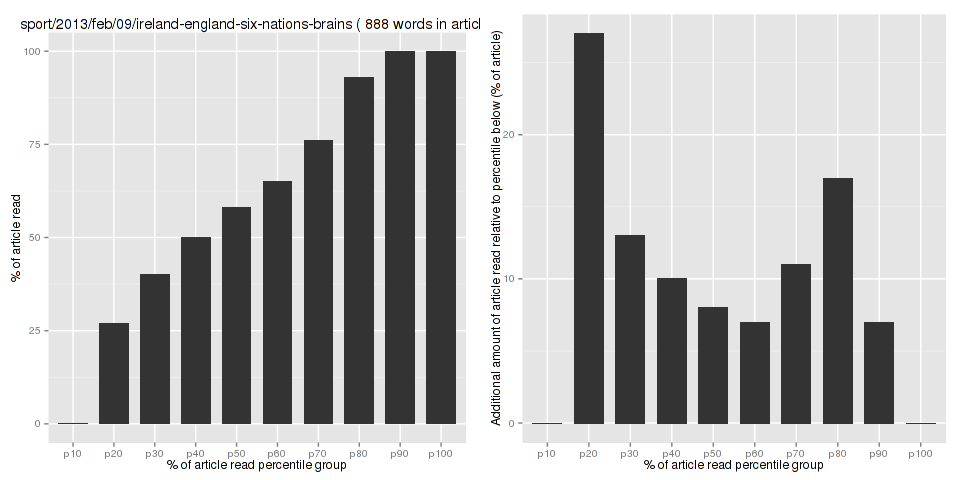 sport/2013/feb/09/ireland-england-six-nations-brains ( 888 words in articl
% of article read
100
75
50
25
0
p10 p20 p30 p40 p50 p60 p70 p80 p90 p100
% of article read percentile group
Additional amount of article read relative to percentile below (% of article)
20
10
0
p10 p20 p30 p40 p50 p60 p70 p80 p90 p100
% of article read percentile group